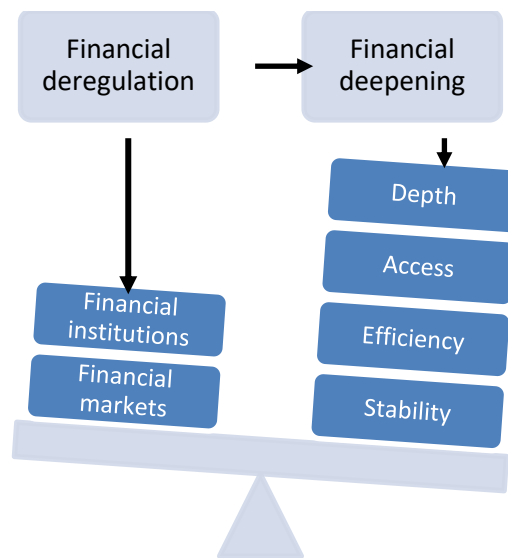 Financial
deregulation
Financial
deepening
Depth
Access
Efficiency
Stability
Financial
institutions
Financial
markets